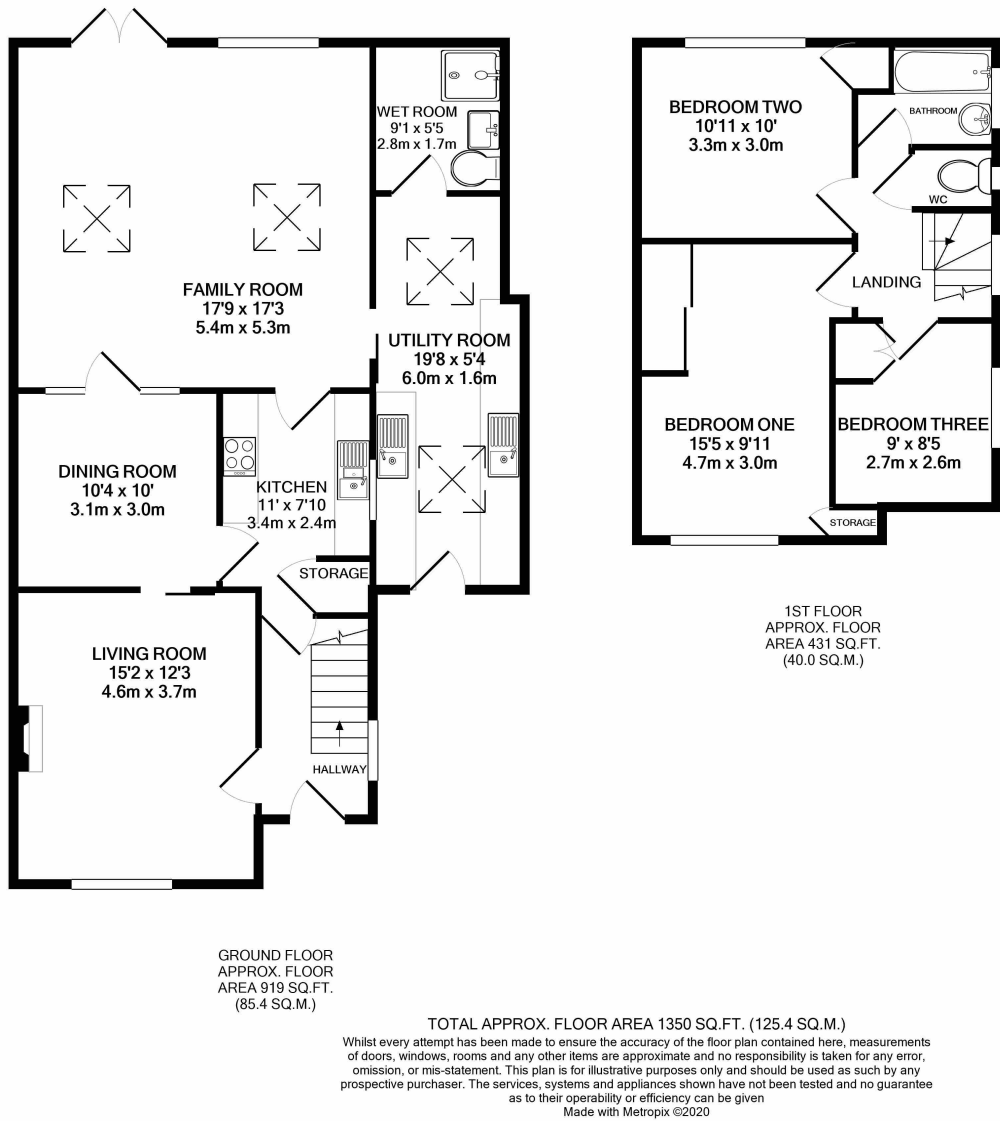 WET ROOM
9'1 x 5'5
2.8m x 1.7m
FAMILY ROOM
17'9 x 17'3
5.4m x 5.3m
UTILITY ROOM
19'8 x 5'4
6.0m x 1.6m
DINING ROOM
10'4 x 10'
3.1m x 3.0m
KITCHEN
11' x 7'10
3.4m x 2.4m
STORAGE
LIVING ROOM
15'2 x 12'3
4.6m x 3.7m
HALLWAY
GROUND FLOOR
APPROX. FLOOR
AREA 919 SQ.FT.
(85.4 SQ.M.)
BEDROOM TWO
10'11 x 10'
3.3m x 3.0m
BATHROOM
WC
LANDING
BEDROOM ONE
15'5 x 9'11
4.7m x 3.0m
BEDROOM THREE
9' x 8'5
2.7m x 2.6m
STORAGE
1ST FLOOR
APPROX. FLOOR
AREA 431 SQ.FT.
(40.0 SQ.M.)
TOTAL APPROX. FLOOR AREA 1350 SQ.FT. (125.4 SQ.M.)
Whilst every attempt has been made to ensure the accuracy of the floor plan contained here, measurements
of doors, windows, rooms and any other items are approximate and no responsibility is taken for any error,
omission, or mis-statement. This plan is for illustrative purposes only and should be used as such by any
prospective purchaser. The services, systems and appliances shown have not been tested and no guarantee
as to their operability or efficiency can be given
Made with Metropix ©2020